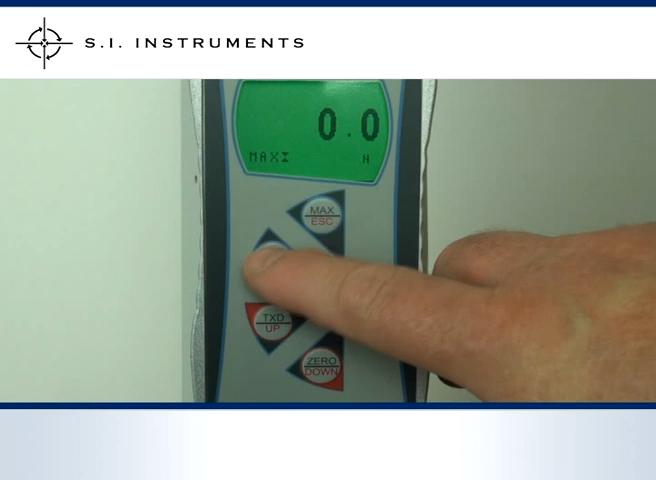 S.I. INSTRUMENTS
0.0
MAX N
MAX
ESC
TXD
UP
ZERO
DOWN